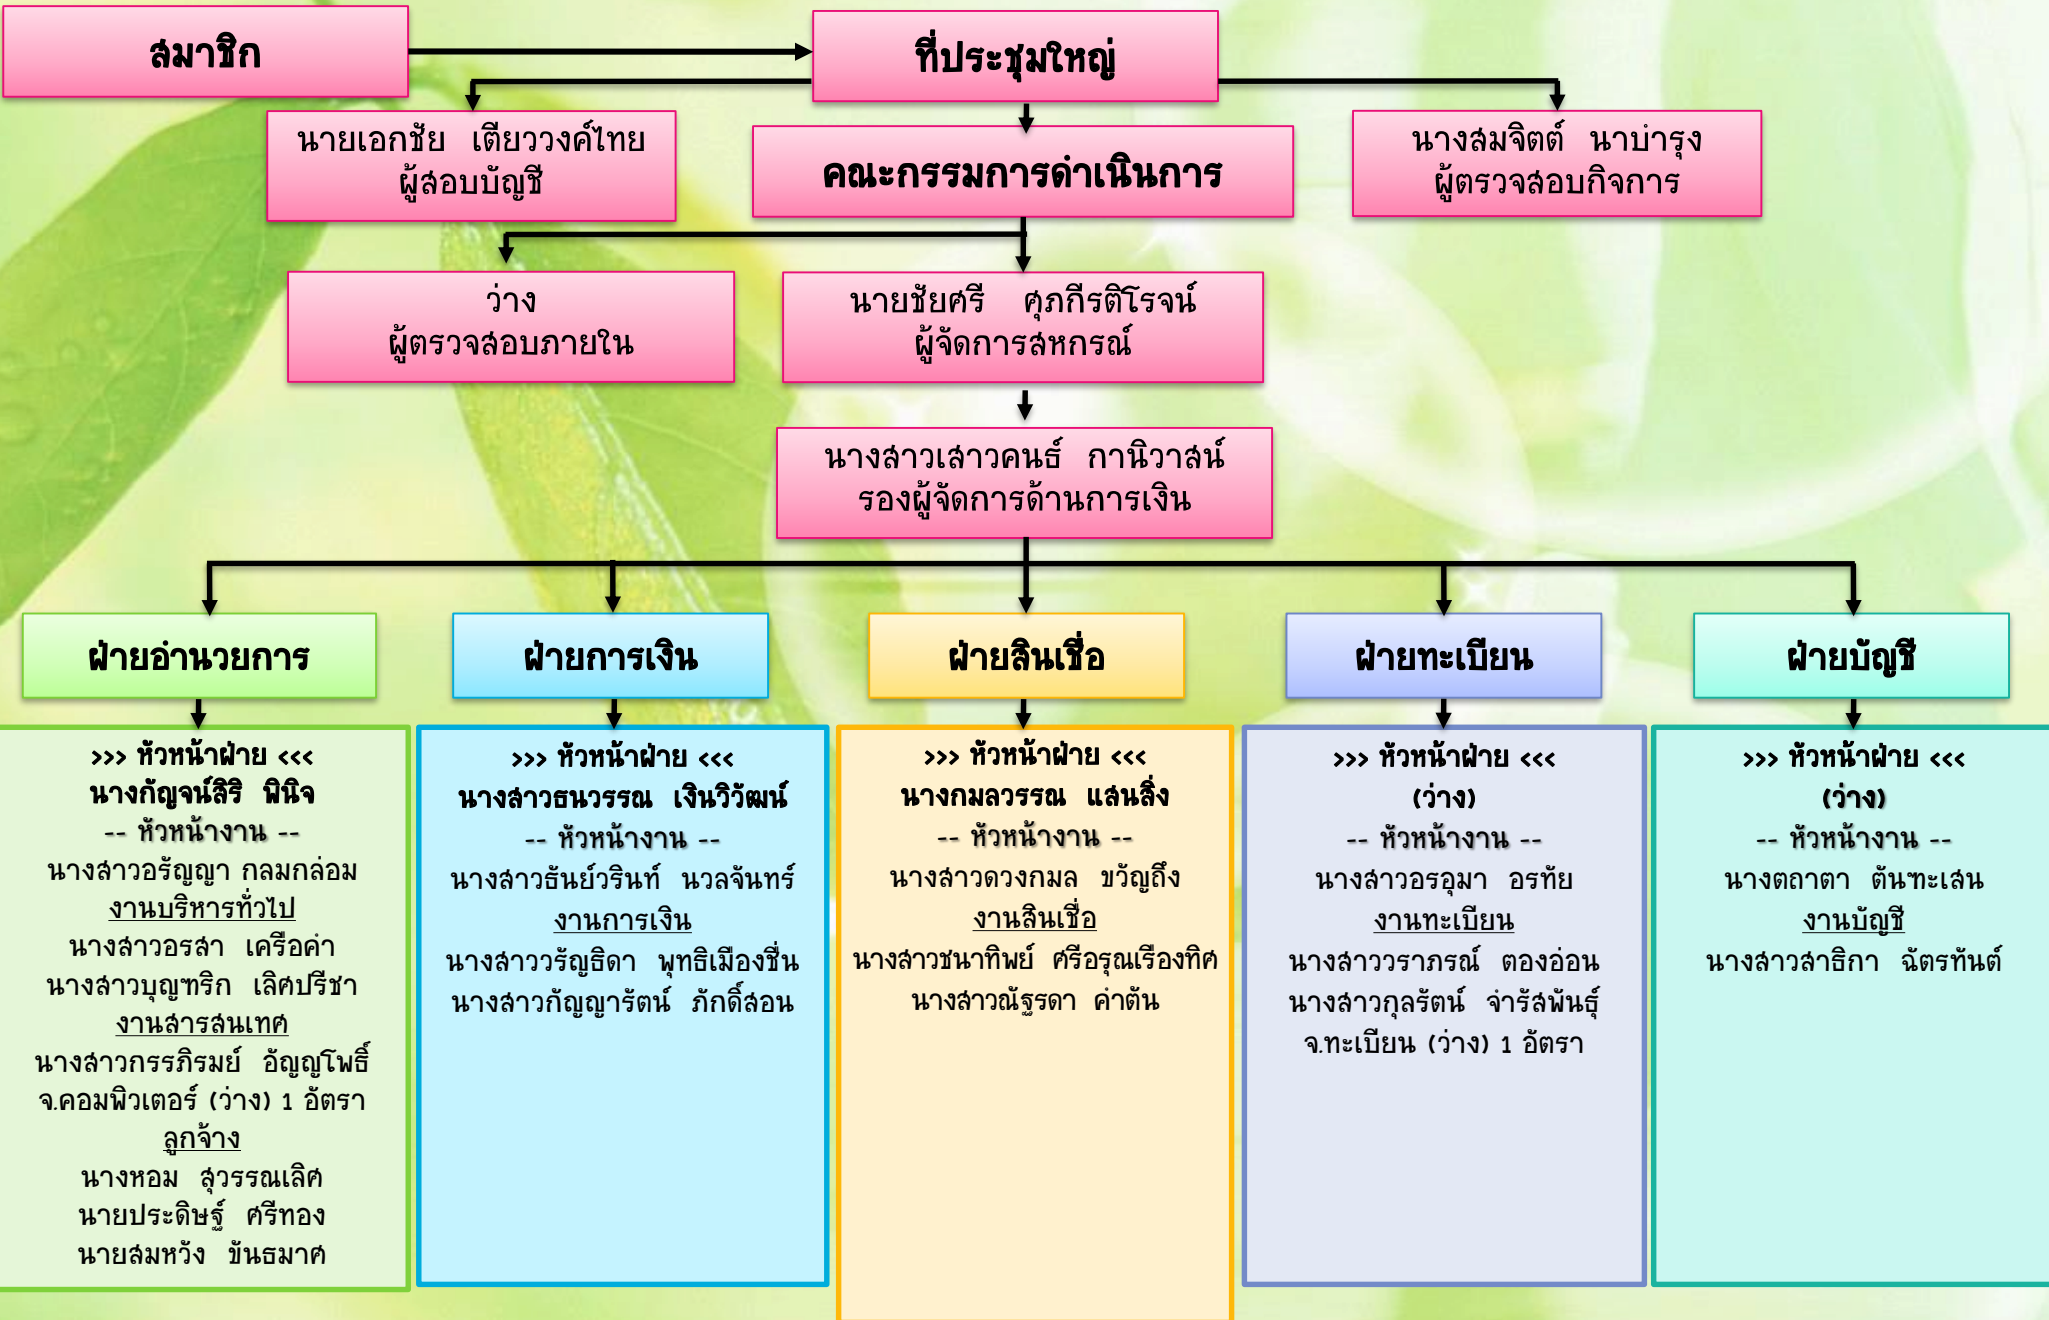 สมาชิก
ที่ประชุมใหญ่
นายเอกชัย เตียววงค์ไทย
ผู้สอบบัญชี
คณะกรรมการดำเนินการ
นางสมจิตต์ นาบำรุง
ผู้ตรวจสอบกิจการ
ว่าง
ผู้ตรวจสอบภายใน
นายชัยศรี ศุภกีรติโรจน์
ผู้จัดการสหกรณ์
นางสาวเสาวคนธ์ กานิวาสน์
รองผู้จัดการด้านการเงิน
ฝ่ายอำนวยการ
>>> หัวหน้าฝ่าย <<<
นางกัญจน์สิริ พินิจ
-- หัวหน้างาน --
นางสาวอรัญญา กลมกล่อม
งานบริหารทั่วไป
นางสาวอรสา เครือคำ
นางสาวบุญฑริก เลิศปรีชา
งานสารสนเทศ
นางสาวกรรภิรมย์ อัญญโพธิ์
จ.คอมพิวเตอร์ (ว่าง) 1 อัตรา
ลูกจ้าง
นางหอม สุวรรณเลิศ
นายประดิษฐ์ ศรีทอง
นายสมหวัง ขันธมาศ
ฝ่ายการเงิน
>>> หัวหน้าฝ่าย <<<
นางสาวธนวรรณ เงินวิวัฒน์
-- หัวหน้างาน --
นางสาวธันย์วรินท์ นวลจันทร์
งานการเงิน
นางสาววรัญธิดา พุทธิเมืองชื่น
นางสาวกัญญารัตน์ ภักดิ์สอน
ฝ่ายสินเชื่อ
>>> หัวหน้าฝ่าย <<<
นางกมลวรรณ แสนสิ่ง
-- หัวหน้างาน --
นางสาวดวงกมล ขวัญถึง
งานสินเชื่อ
นางสาวชนาทิพย์ ศรีอรุณเรืองทิศ
นางสาวณัฐรดา คำตัน
ฝ่ายทะเบียน
>>> หัวหน้าฝ่าย <<<
(ว่าง)
-- หัวหน้างาน --
นางสาวอรอุมา อรทัย
งานทะเบียน
นางสาววราภรณ์ ตองอ่อน
นางสาวกุลรัตน์ จำรัสพันธุ์
จ.ทะเบียน (ว่าง) 1 อัตรา
ฝ่ายบัญชี
>>> หัวหน้าฝ่าย <<<
(ว่าง)
-- หัวหน้างาน --
นางตถาตา ต้นฑะเสน
งานบัญชี
นางสาวสาธิกา ฉัตรทันต์